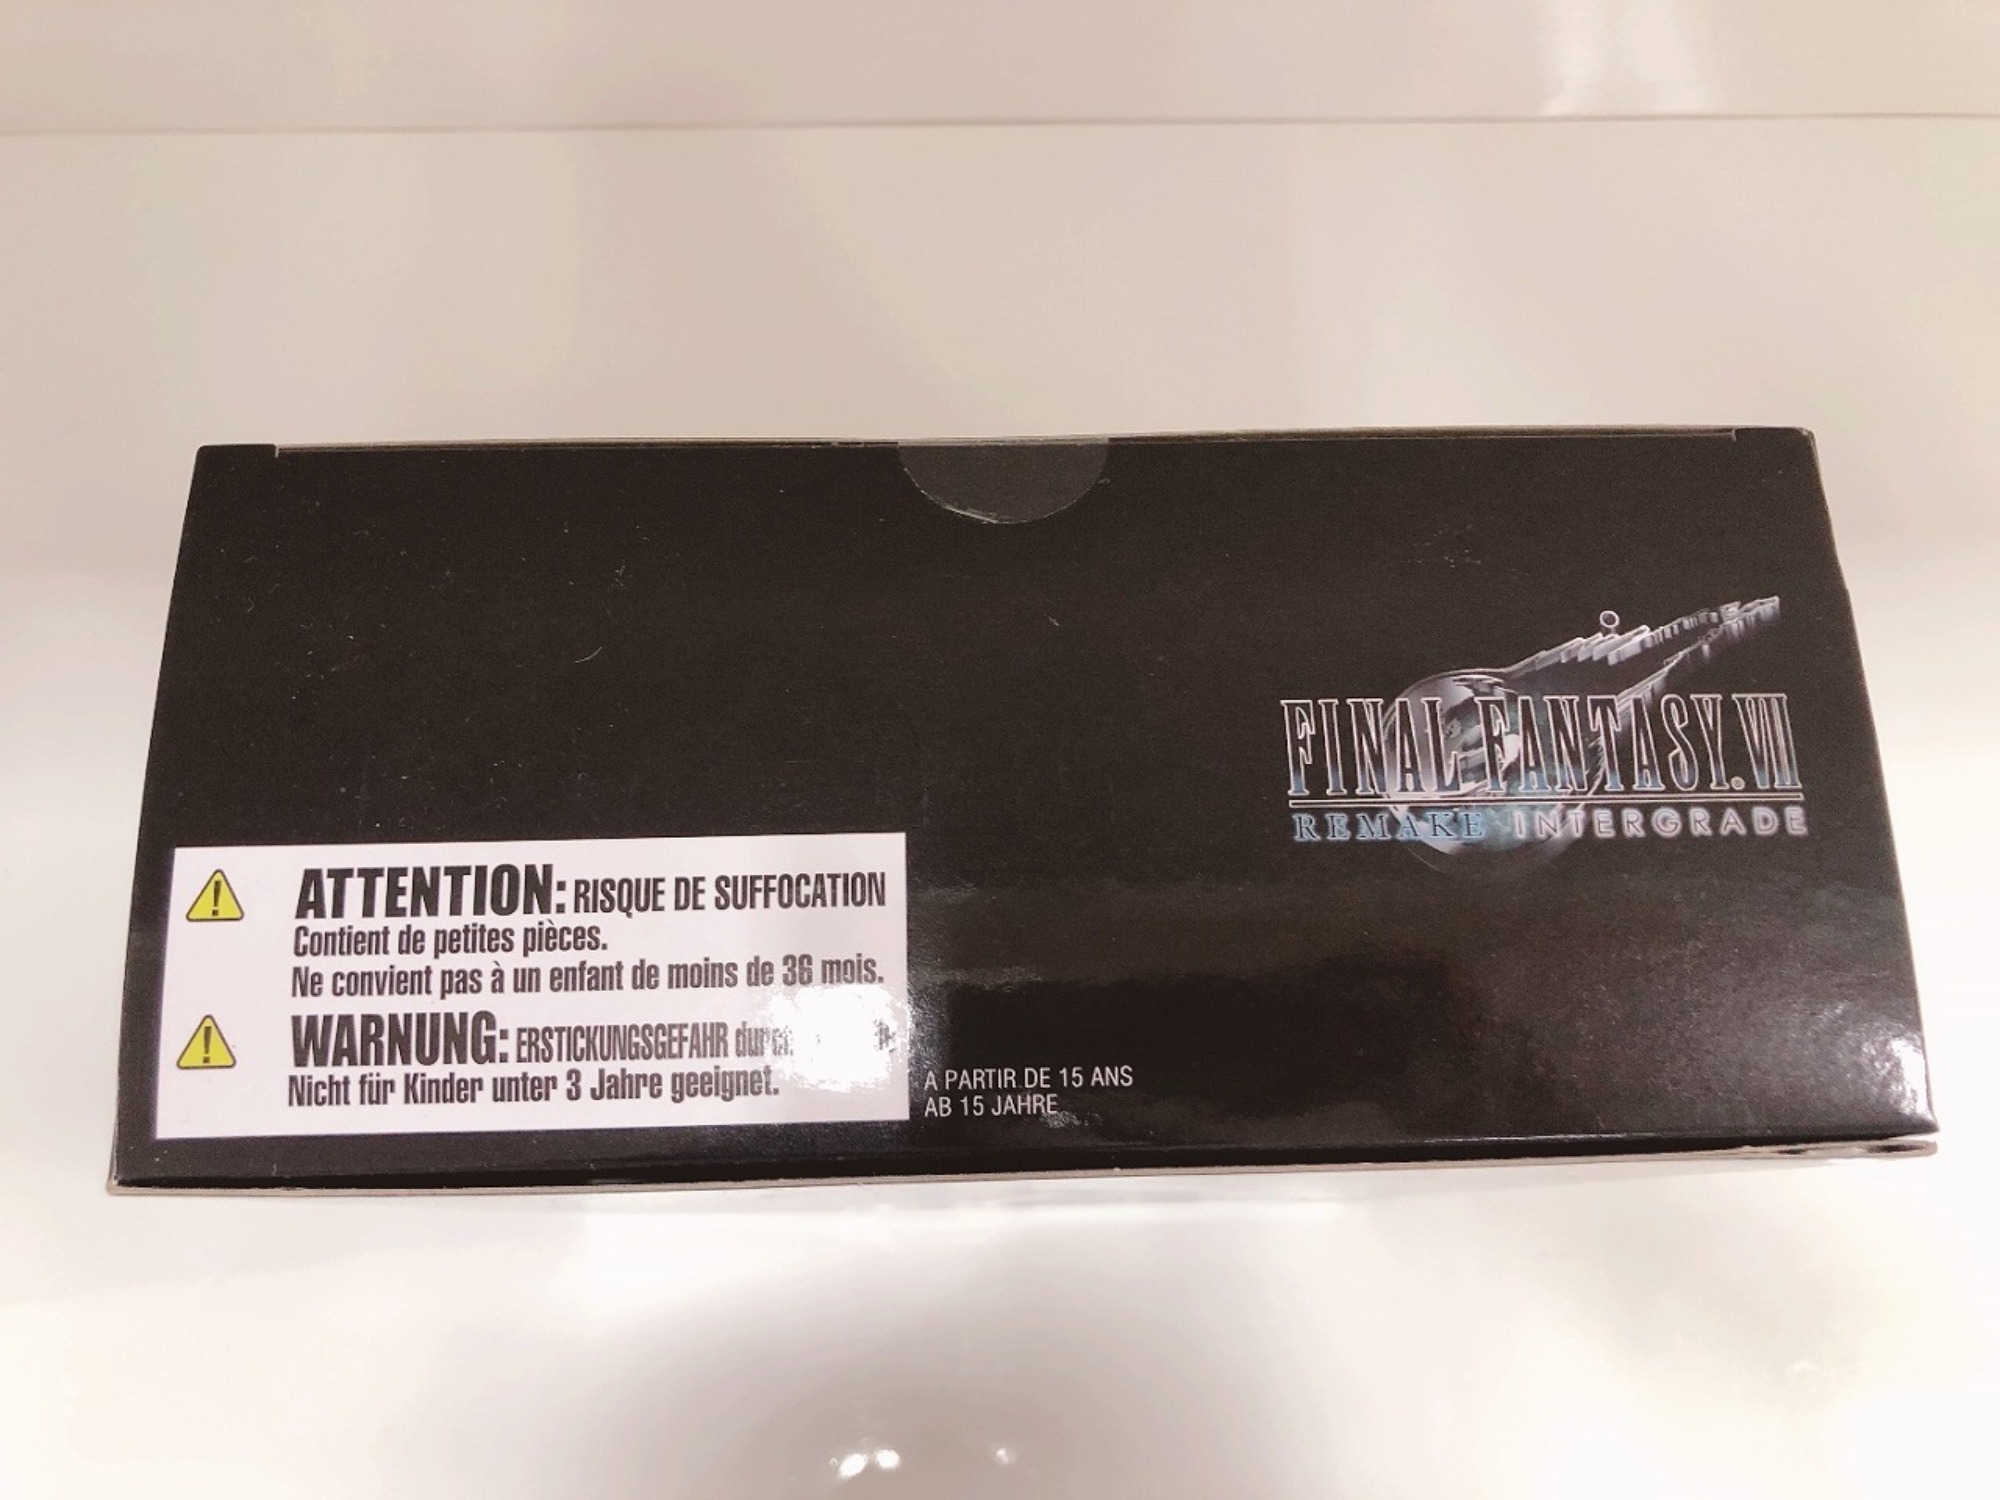 FINAL FANTASY. VII
REMAKE INTERGRADE
ATTENTION: RISQUE DE SUFFOCATION
Contient de petites pièces.
Ne convient pas à un enfant de moins de 36 mois.
WARNUNG: ERSTICKUNGSGEFAHR durch
Nicht für Kinder unter 3 Jahre geeignet.
A PARTIR DE 15 ANS
AB 15 JAHRE